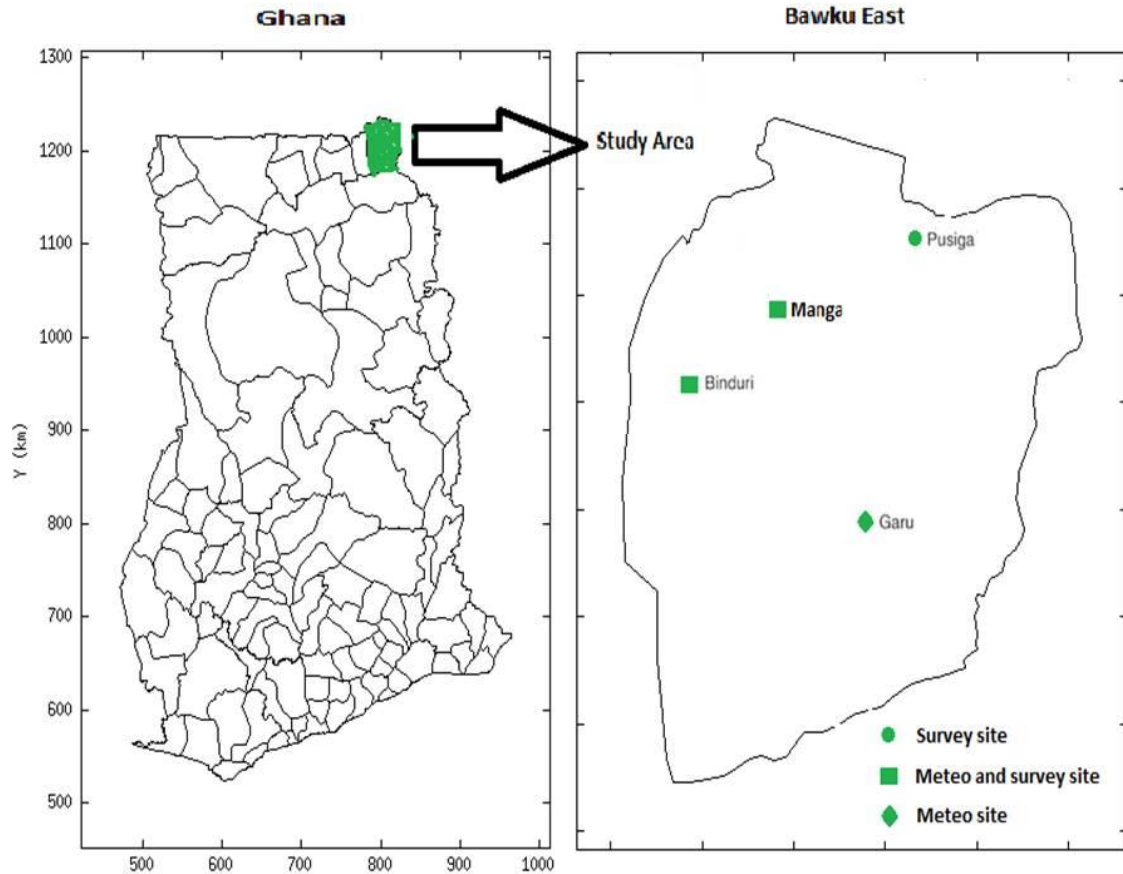 Ghana
Bawku East
1300
1200
1100
1000
900
800
700
600
500
Y (km)
500 600 700 800 900 1000
Study Area
Pusiga
Manga
Binduri
Garu
Survey site
Meteo and survey site
Meteo site